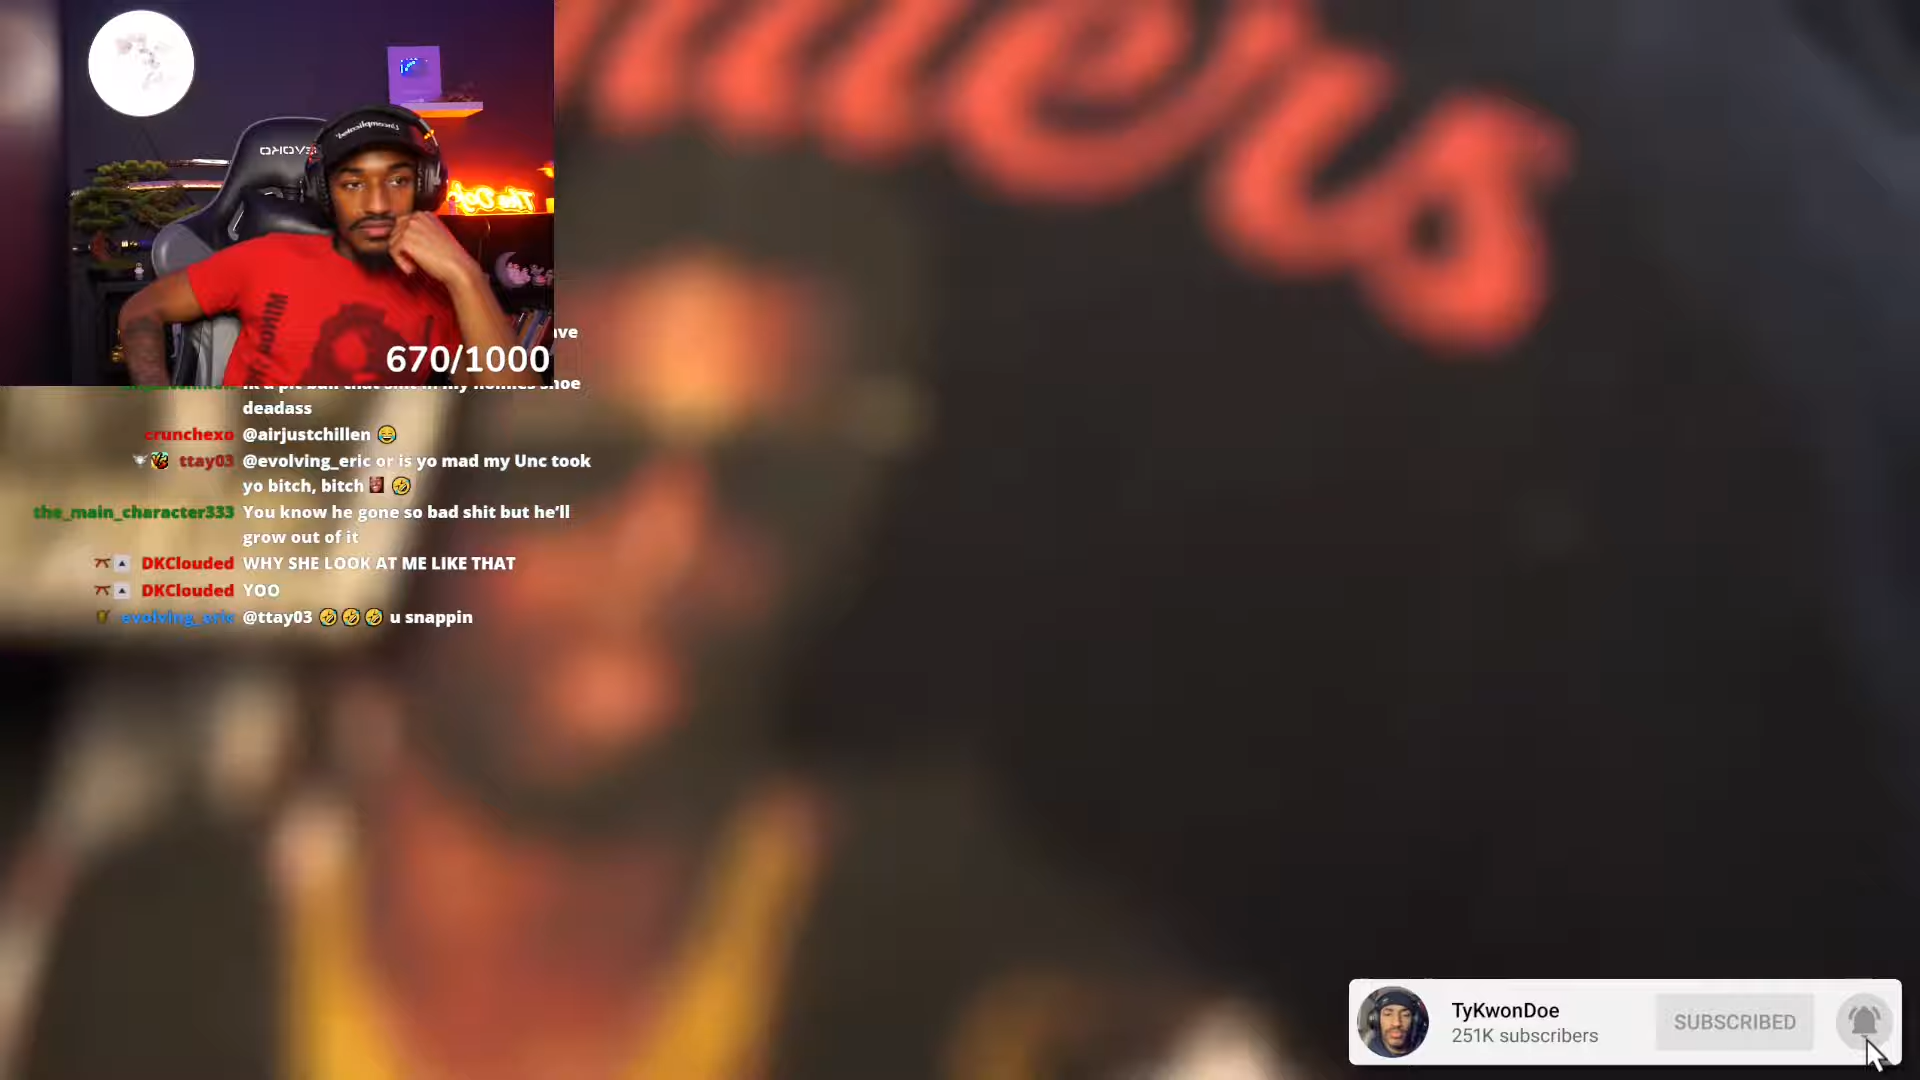 670/1000
deadass
crunchexo @airjustchillen 😂
ttay03 @evolving_eric or is yo mad my Unc took
yo bitch, bitch 🤣
the_main_character333 You know he gone so bad shit but he’ll
grow out of it
DKClouded WHY SHE LOOK AT ME LIKE THAT
DKClouded YOO
evolving_eric @ttay03 🤣🤣🤣 u snappin
TyKwonDoe
251K subscribers
SUBSCRIBED